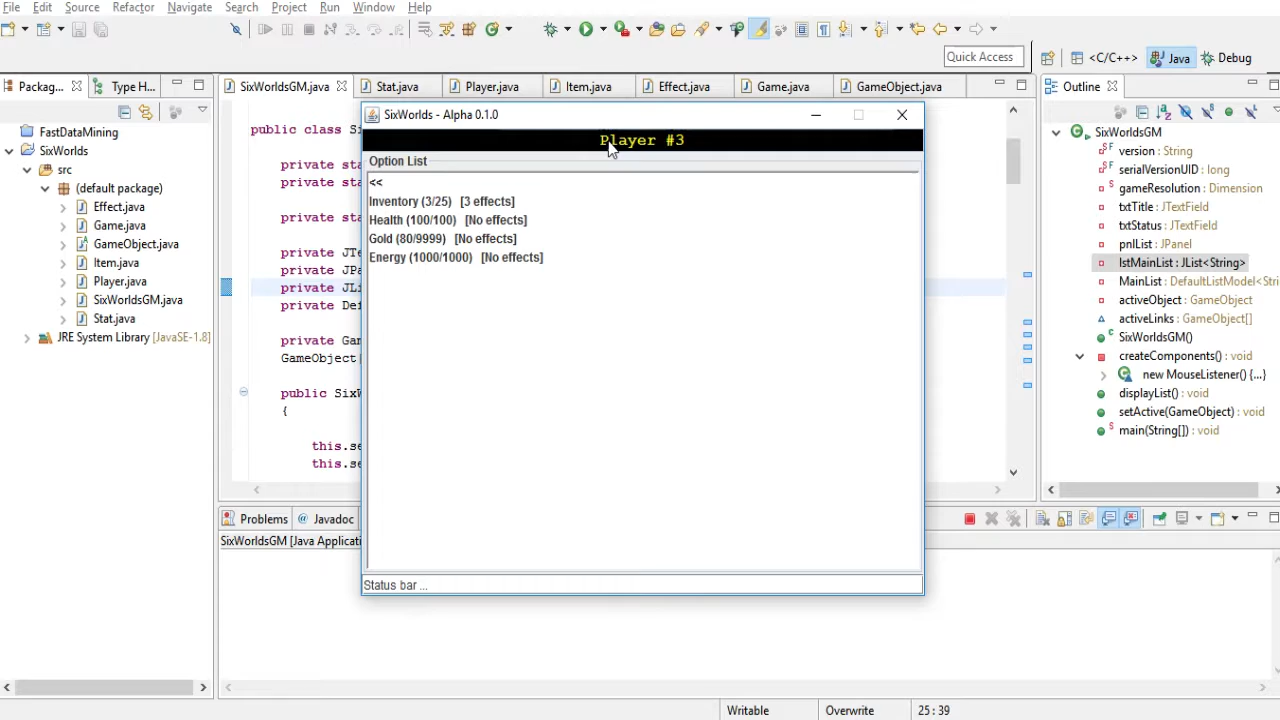 File Edit Source Refactor Navigate Search Project Run Window Help
Quick Access
<C/C++> Java Debug
Packag... Type H...
SixWorldsGM.java Stat.java Player.java Item.java Effect.java Game.java GameObject.java
Outline
FastDataMining
SixWorlds
src
(default package)
Effect.java
Game.java
GameObject.java
Item.java
Player.java
SixWorldsGM.java
Stat.java
JRE System Library [JavaSE-1.8]
public class Si
private sta
private sta
private sta
private JTe
private JPa
private JLi
private Def
private Gam
GameObject[
public SixW
{
this.se
this.se
SixWorlds - Alpha 0.1.0
Player #3
Option List
<<
Inventory (3/25) [3 effects]
Health (100/100) [No effects]
Gold (80/9999) [No effects]
Energy (1000/1000) [No effects]
Status bar ...
SixWorldsGM
version : String
serialVersionUID : long
gameResolution : Dimension
txtTitle : JTextField
txtStatus : JTextField
pnlList : JPanel
lstMainList : JList<String>
MainList : DefaultListModel<Stri
activeObject : GameObject
activeLinks : GameObject[]
SixWorldsGM()
createComponents() : void
new MouseListener() {...}
displayList() : void
setActive(GameObject) : void
main(String[]) : void
Problems @ Javadoc
SixWorldsGM [Java Applicati
Writable Overwrite 25 : 39